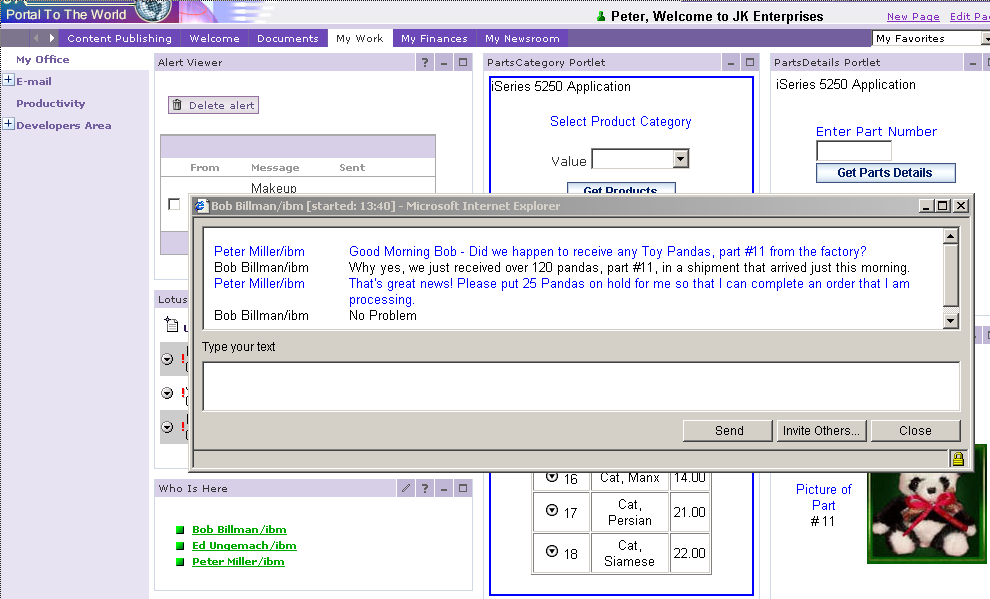 Portal To The World
Peter, Welcome to JK Enterprises
New Page Edit
Content Publishing Welcome Documents My Work My Finances My Newsroom
My Favorites
My Office
E-mail
Productivity
Developers Area
Alert Viewer
Delete alert
From Message Sent
Makeup
PartsCategory Portlet
iSeries 5250 Application
Select Product Category
Value
Get Products
PartsDetails Portlet
iSeries 5250 Application
Enter Part Number
Get Parts Details
Bob Billman/ibm [started: 13:40] - Microsoft Internet Explorer
Peter Miller/ibm Good Morning Bob - Did we happen to receive any Toy Pandas, part #11 from the factory?
Bob Billman/ibm Why yes, we just received over 120 pandas, part #11, in a shipment that arrived just this morning.
Peter Miller/ibm That's great news! Please put 25 Pandas on hold for me so that I can complete an order that I am
processing.
Bob Billman/ibm No Problem
Type your text
Send Invite Others... Close
Lotus
Who Is Here
Bob Billman/ibm
Ed Ungemach/ibm
Peter Miller/ibm
16 Cat, Manx 14.00
17 Cat,
Persian 21.00
18 Cat,
Siamese 22.00
Picture of
Part
#11